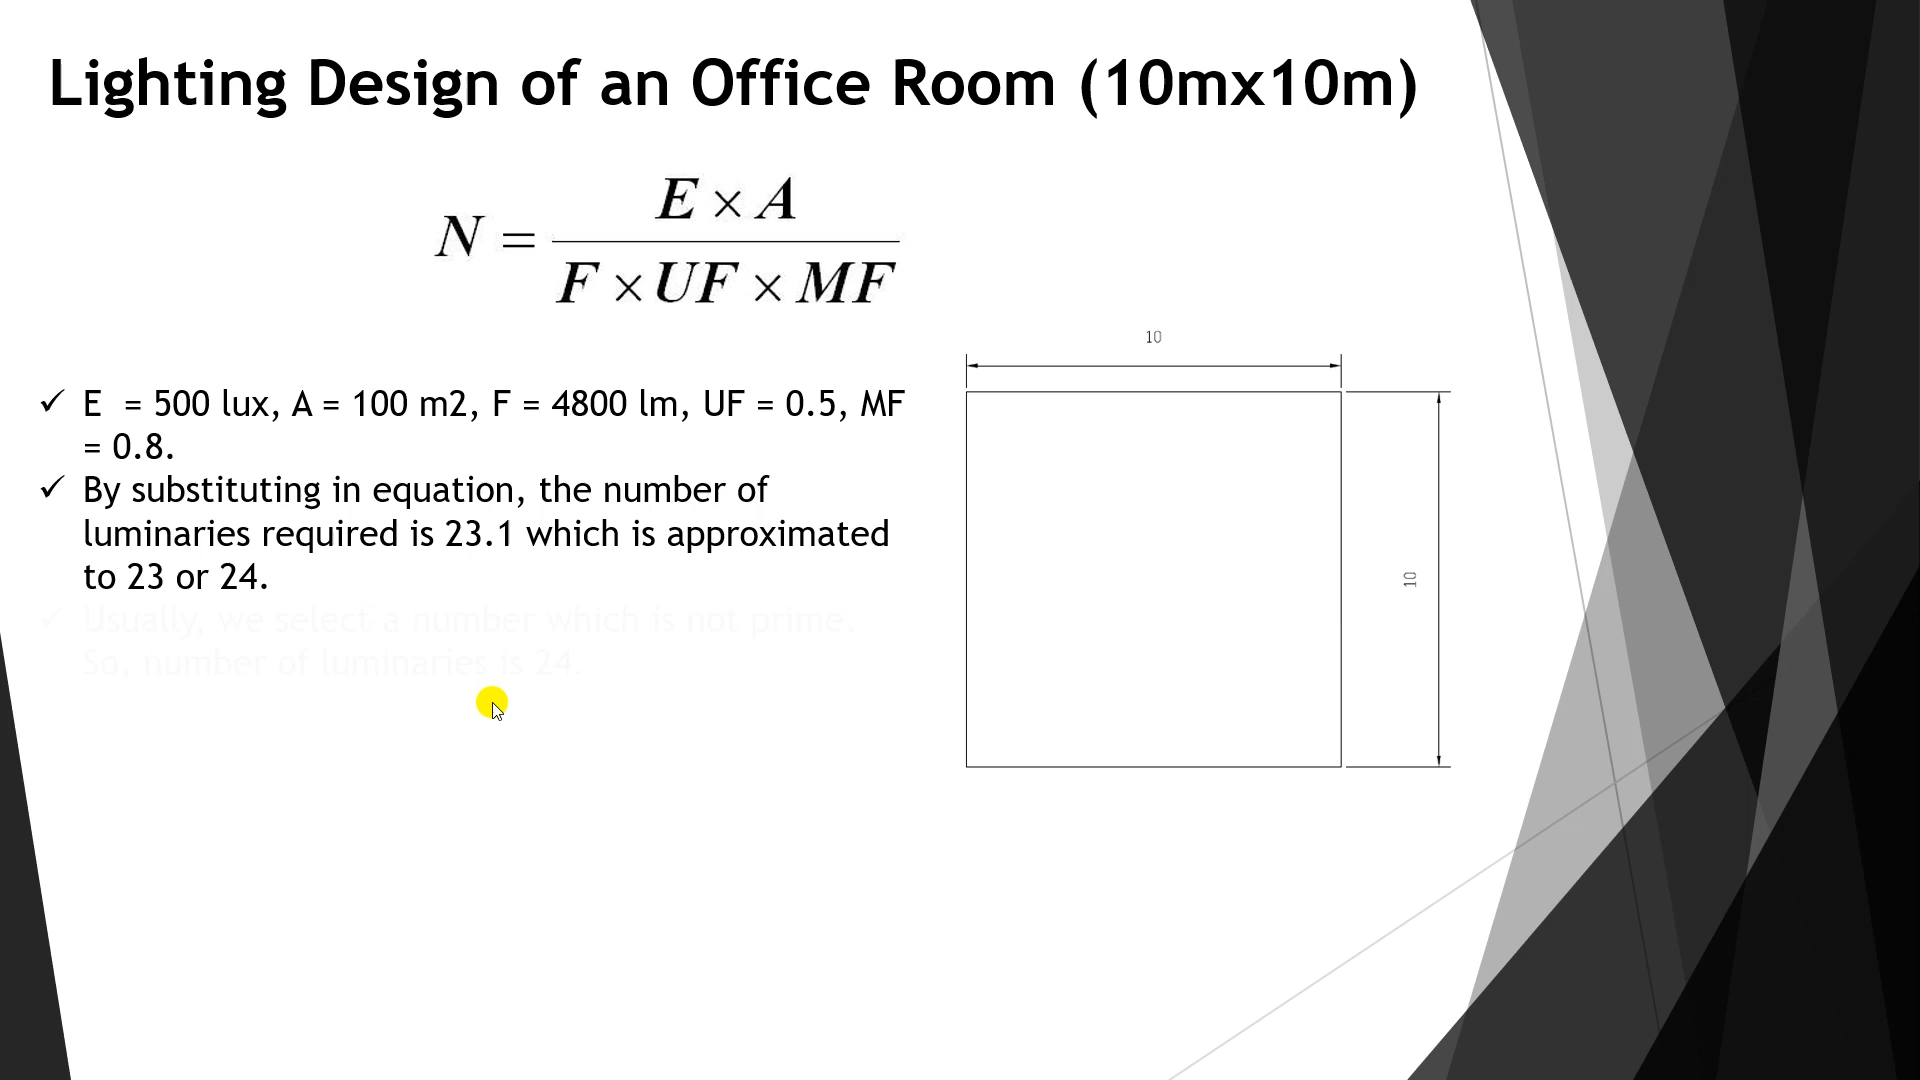 Lighting Design of an Office Room (10mx10m)
N = E × A / F × UF × MF
✓ E = 500 lux, A = 100 m2, F = 4800 lm, UF = 0.5, MF
= 0.8.
✓ By substituting in equation, the number of
luminaries required is 23.1 which is approximated
to 23 or 24.
✓ Usually, we select a number which is not prime.
So, number of luminaries is 24.
10
10